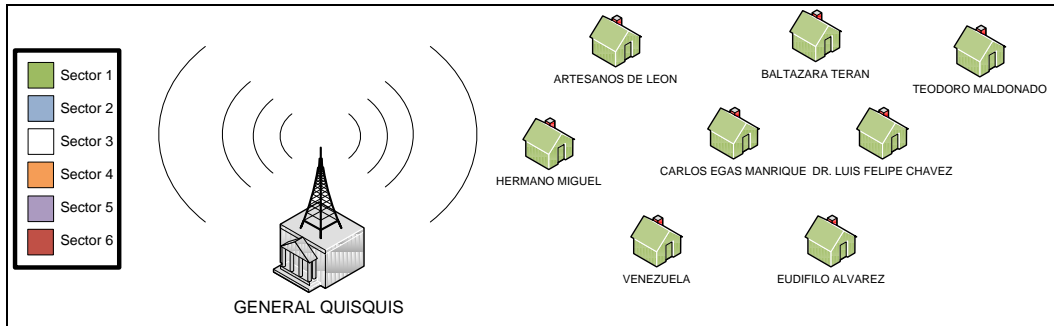 Sector 1
Sector 2
Sector 3
Sector 4
Sector 5
Sector 6
GENERAL QUISQUIS
ARTESANOS DE LEON
BALTAZARA TERAN
TEODORO MALDONADO
HERMANO MIGUEL
CARLOS EGAS MANRIQUE
DR. LUIS FELIPE CHAVEZ
VENEZUELA
EUDIFILO ALVAREZ